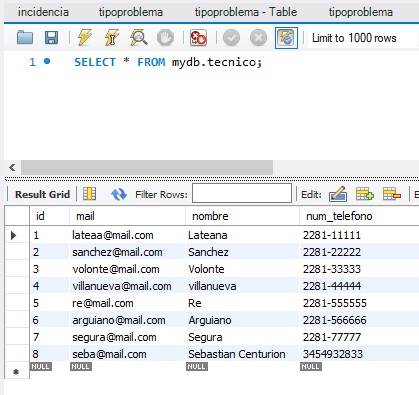 incidencia tipoproblema tipoproblema - Table tipoproblema
Limit to 1000 rows
1 SELECT * FROM mydb.tecnico;
Result Grid Filter Rows: Edit:
id mail nombre num_telefono
1 lateaa@mail.com Lateana 2281-11111
2 sanchez@mail.com Sanchez 2281-22222
3 volonte@mail.com Volonte 2281-33333
4 villanueva@mail.com villanueva 2281-44444
5 re@mail.com Re 2281-555555
6 arguiano@mail.com Arguiano 2281-566666
7 segura@mail.com Segura 2281-77777
8 seba@mail.com Sebastian Centurion 3454932833
NULL NULL NULL NULL